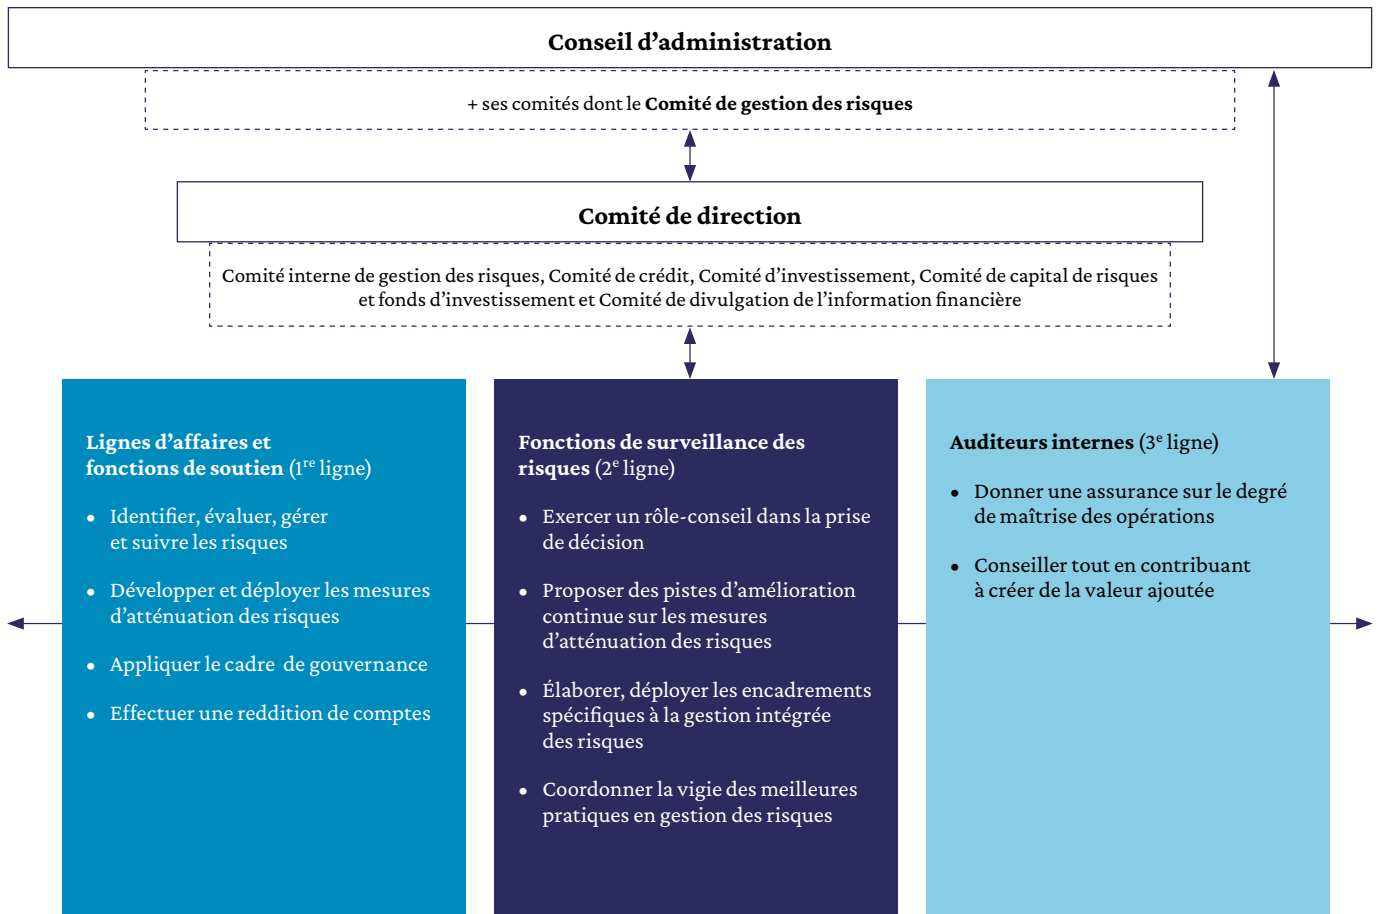 Conseil d’administration
+ ses comités dont le Comité de gestion des risques
Comité de direction
Comité interne de gestion des risques, Comité de crédit, Comité d’investissement, Comité de capital de risques
et fonds d’investissement et Comité de divulgation de l’information financière
Lignes d’affaires et
fonctions de soutien (1re ligne)
• Identifier, évaluer, gérer
et suivre les risques
• Développer et déployer les mesures
d’atténuation des risques
• Appliquer le cadre de gouvernance
• Effectuer une reddition de comptes
Fonctions de surveillance des
risques (2e ligne)
• Exercer un rôle-conseil dans la prise
de décision
• Proposer des pistes d’amélioration
continue sur les mesures
d’atténuation des risques
• Élaborer, déployer les encadrements
spécifiques à la gestion intégrée
des risques
• Coordonner la vigie des meilleures
pratiques en gestion des risques
Auditeurs internes (3e ligne)
• Donner une assurance sur le degré
de maîtrise des opérations
• Conseiller tout en contribuant
à créer de la valeur ajoutée